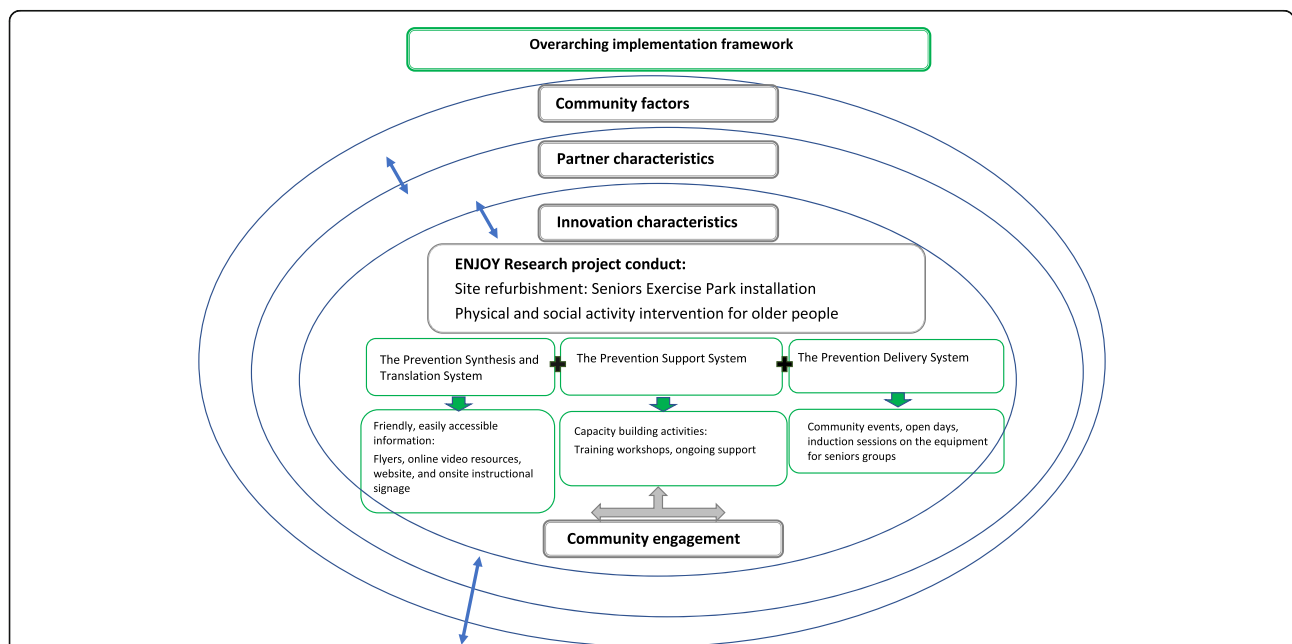 Overarching implementation framework
Community factors
Partner characteristics
Innovation characteristics
ENJOY Research project conduct:
Site refurbishment: Seniors Exercise Park installation
Physical and social activity intervention for older people
The Prevention Synthesis and
Translation System
The Prevention Support System
The Prevention Delivery System
Friendly, easily accessible
information:
Flyers, online video resources,
website, and onsite instructional
signage
Capacity building activities:
Training workshops, ongoing support
Community events, open days,
induction sessions on the equipment
for seniors groups
Community engagement